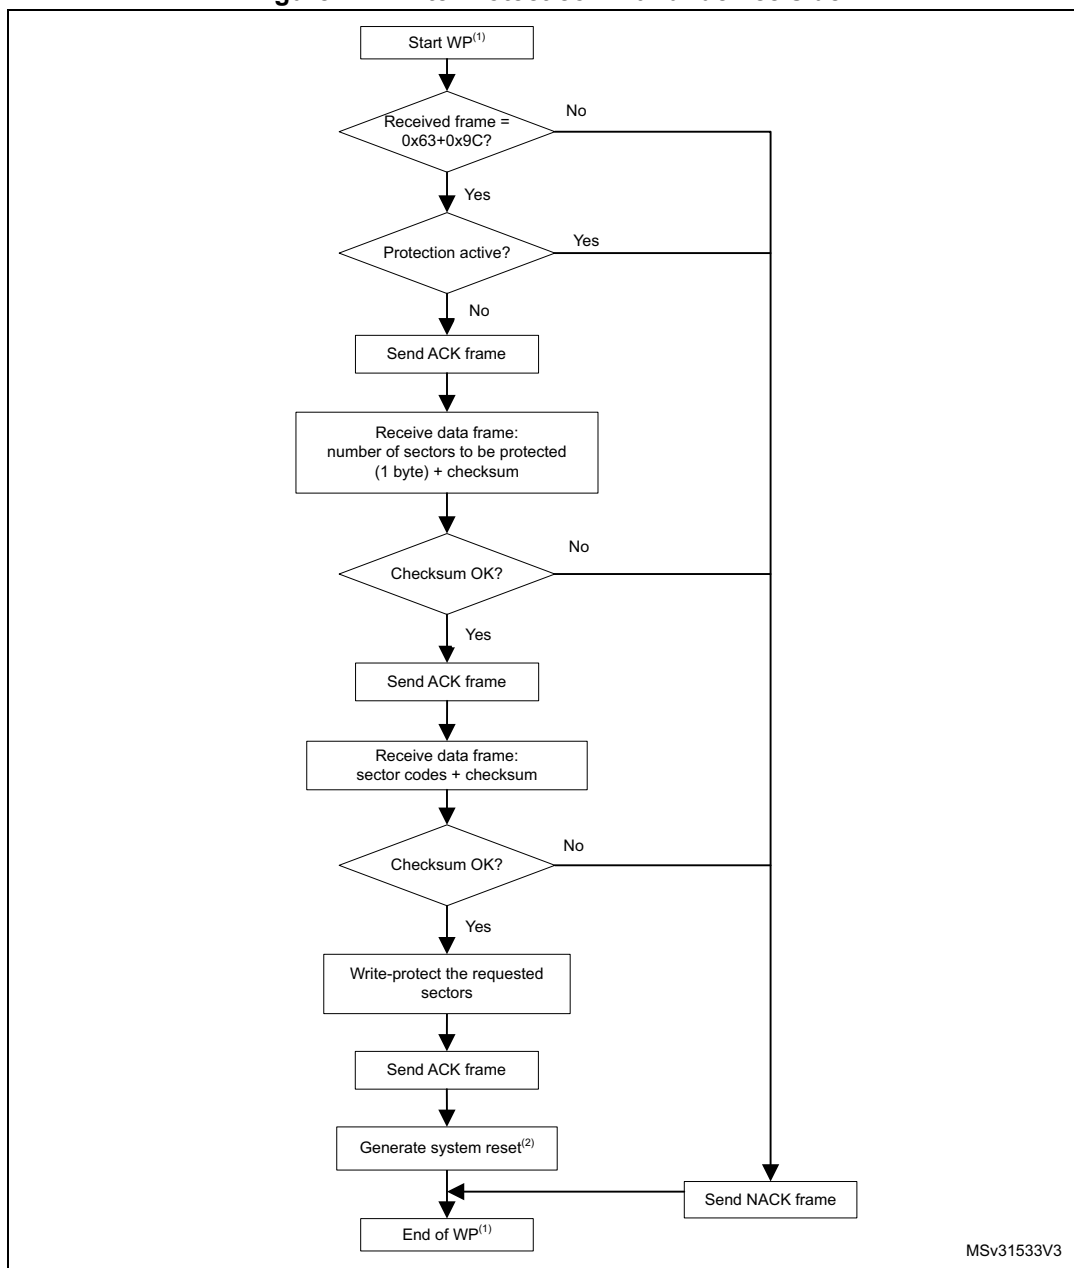 Start WP(1)
No
Received frame =
0x63+0x9C?
Yes
Protection active?
Yes
No
Send ACK frame
Receive data frame:
number of sectors to be protected
(1 byte) + checksum
No
Checksum OK?
Yes
Send ACK frame
Receive data frame:
sector codes + checksum
No
Checksum OK?
Yes
Write-protect the requested
sectors
Send ACK frame
Generate system reset(2)
Send NACK frame
End of WP(1)
MSv31533V3